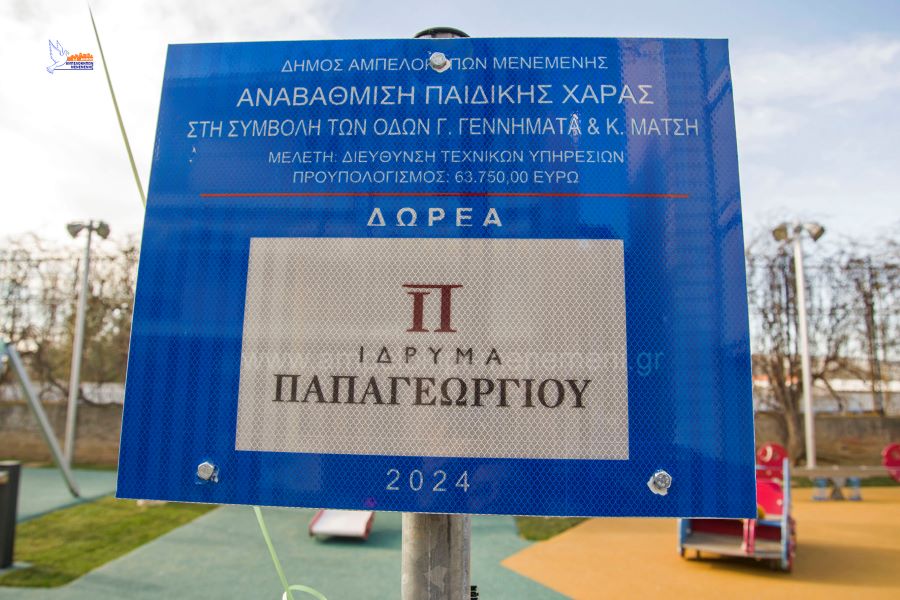 ΔΗΜΟΣ ΑΜΠΕΛΟΚΗΠΩΝ ΜΕΝΕΜΕΝΗΣ
ΑΝΑΒΑΘΜΙΣΗ ΠΑΙΔΙΚΗΣ ΧΑΡΑΣ
ΣΤΗ ΣΥΜΒΟΛΗ ΤΩΝ ΟΔΩΝ Γ. ΓΕΝΝΗΜΑΤΑ & Κ. ΜΑΤΣΗ
ΜΕΛΕΤΗ: ΔΙΕΥΘΥΝΣΗ ΤΕΧΝΙΚΩΝ ΥΠΗΡΕΣΙΩΝ
ΠΡΟΥΠΟΛΟΓΙΣΜΟΣ: 63.750,00 ΕΥΡΩ
ΔΩΡΕΑ
ΙΔΡΥΜΑ
ΠΑΠΑΓΕΩΡΓΙΟΥ
2024